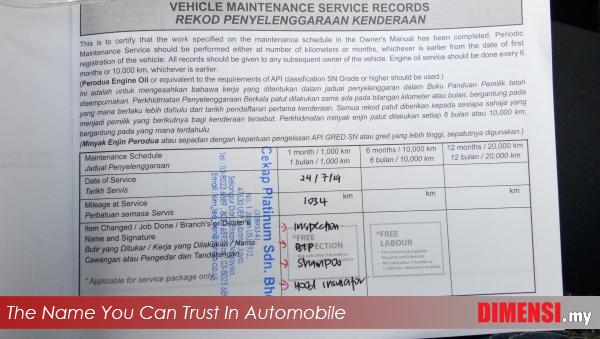 VEHICLE MAINTENANCE SERVICE RECORDS
REKOD PENYELENGGARAAN KENDERAAN
This is to certify that the work specified on the maintenance schedule in the Owner's Manual has been completed. Periodic
Maintenance Service should be performed either at number of kilometers or months, whichever is earlier from the date of first
registration of the vehicle. All records should be given to any subsequent owner of the vehicle. Engine oil service should be done every 6
months or 10,000 km, whichever is earlier.
(Perodua Engine Oil or equivalent to the requirements of API classification SN Grade or higher should be used.)
Ini adalah untuk mengesahkan bahawa kerja yang ditentukan dalam jadual penyelenggaraan dalam Buku Panduan Pemilik telah
disempurnakan. Perkhidmatan Penyelenggaraan Berkala patut dilakukan sama ada pada bilangan kilometer atau bulan, bergantung pada
yang mana berlaku lebih dahulu dari tarikh pendaftaran pertama kenderaan. Semua rekod patut diberikan kepada sesiapa sahaja yang
menjadi pemilik yang berikutnya bagi kenderaan tersebut. Perkhidmatan minyak enjin patut dilakukan setiap 6 bulan atau 10,000 km,
bergantung pada yang mana terdahulu.
(Minyak Enjin Perodua atau sepadan dengan keperluan pengelasan API GRED SN atau gred yang lebih tinggi, sepatutnya digunakan.)
Maintenance Schedule
Jadual Penyelenggaraan
1 month / 1,000 km
1 bulan / 1,000 km
6 months / 10,000 km
6 bulan / 10,000 km
12 months / 20,000 km
12 bulan / 20,000 km
Date of Service
Tarikh Servis
24/7/19
Mileage at Service
Perbatuan semasa Servis
1034 km
km
km
Item Changed / Job Done / Branch's or Dealer's
Name and Signature
Butir yang Ditukar / Kerja yang Dilakukan / Nama
Cawangan atau Pengedar dan Tandatangan
*Applicable for service package only.
Cekap Platinum Sdn. Bhd
Inspection
BTP
Shampoo
Hood Insulator
*FREE
*FREE
LABOUR
The Name You Can Trust In Automobile
DIMENSI.my